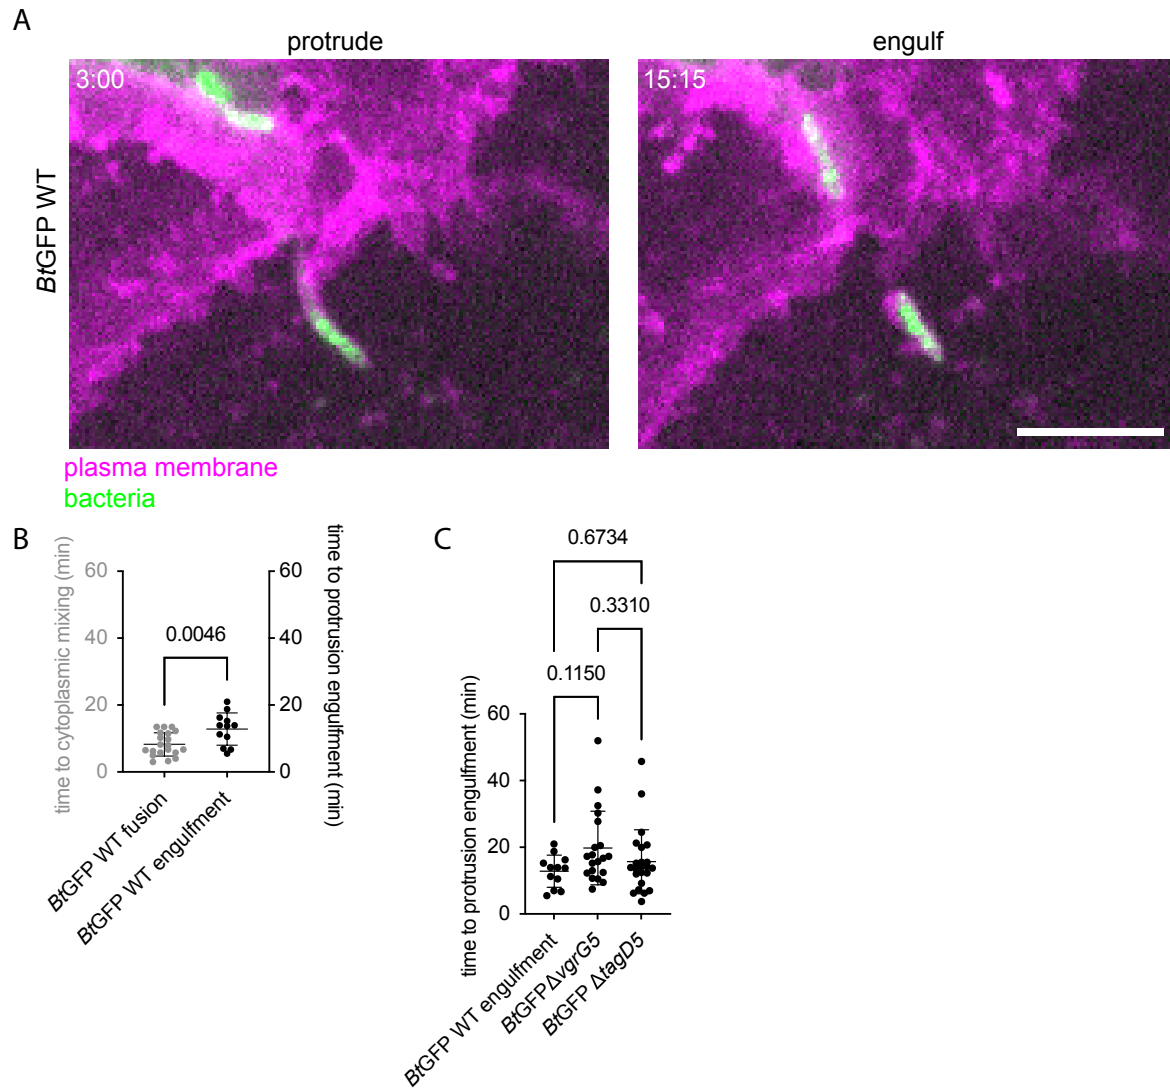 A
protrude
engulf
3:00
15:15
BtGFP WT
plasma membrane
bacteria
B
time to cytoplasmic mixing (min)
60
40
20
0
0.0046
60
40
20
0
time to protrusion engulfment (min)
BtGFP WT fusion
BtGFP WT engulfment
C
0.6734
0.3310
0.1150
time to protrusion engulfment (min)
60
40
20
0
BtGFP WT engulfment
BtGFPΔvgrG5
BtGFP ΔtagD5